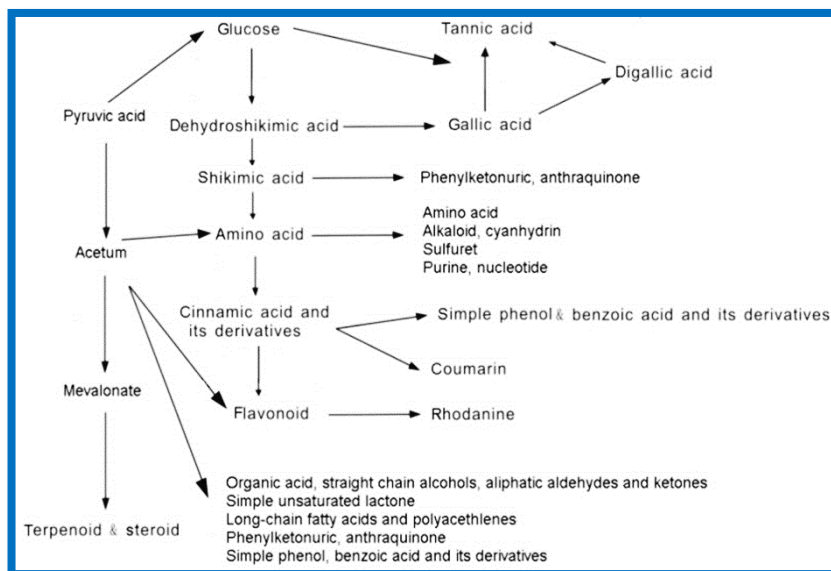 Glucose
Tannic acid
Digallic acid
Pyruvic acid
Dehydroshikimic acid
Gallic acid
Shikimic acid
Phenylketonuric, anthraquinone
Amino acid
Alkaloid, cyanhydrin
Sulfuret
Purine, nucleotide
Amino acid
Acetum
Cinnamic acid and
its derivatives
Simple phenol & benzoic acid and its derivatives
Coumarin
Mevalonate
Flavonoid
Rhodanine
Organic acid, straight chain alcohols, aliphatic aldehydes and ketones
Simple unsaturated lactone
Long-chain fatty acids and polyacethlenes
Phenylketonuric, anthraquinone
Simple phenol, benzoic acid and its derivatives
Terpenoid & steroid